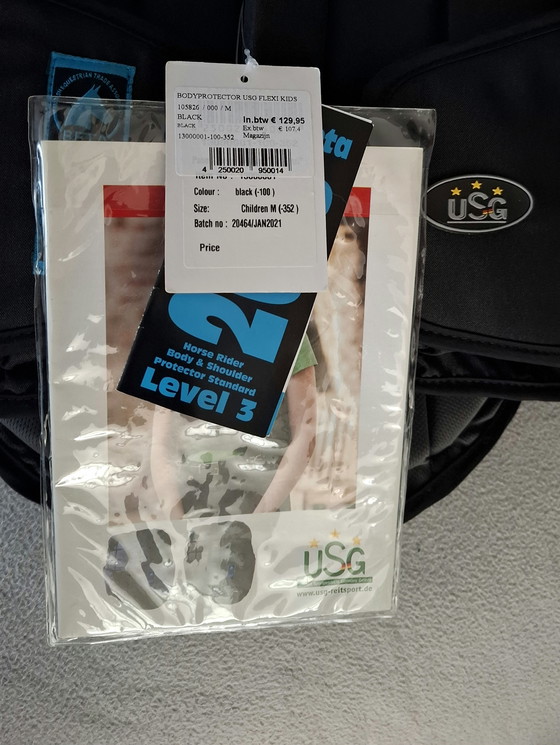 BODYPROTECTOR USG FLEXI KIDS
105826 / 000 / M
BLACK
In.btw € 129,95
BLACK
Ex btw € 107.4
13000001-100-352
Magazijn
4 250020 950014
Colour: black (-100 )
Size: Children M (-352 )
Batch no : 20464/JAN2021
Price
Horse Rider
Body & Shoulder
Protector Standard
Level 3
USG
USG
www.usg-reitsport.de